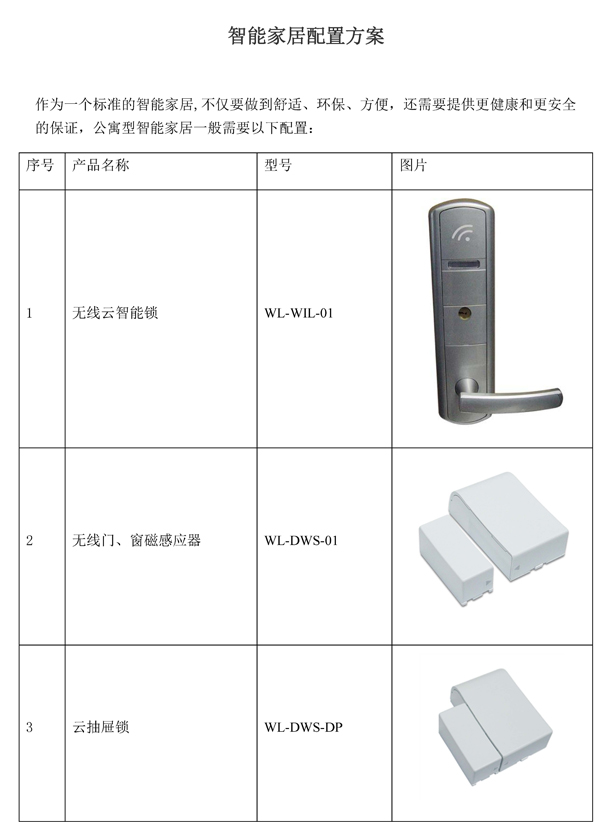 智能家居配置方案
作为一个标准的智能家居,不仅要做到舒适、环保、方便，还需要提供更健康和更安全
的保证，公寓型智能家居一般需要以下配置：
序号 产品名称 型号 图片
1 无线云智能锁 WL-WIL-01
2 无线门、窗磁感应器 WL-DWS-01
3 云抽屉锁 WL-DWS-DP